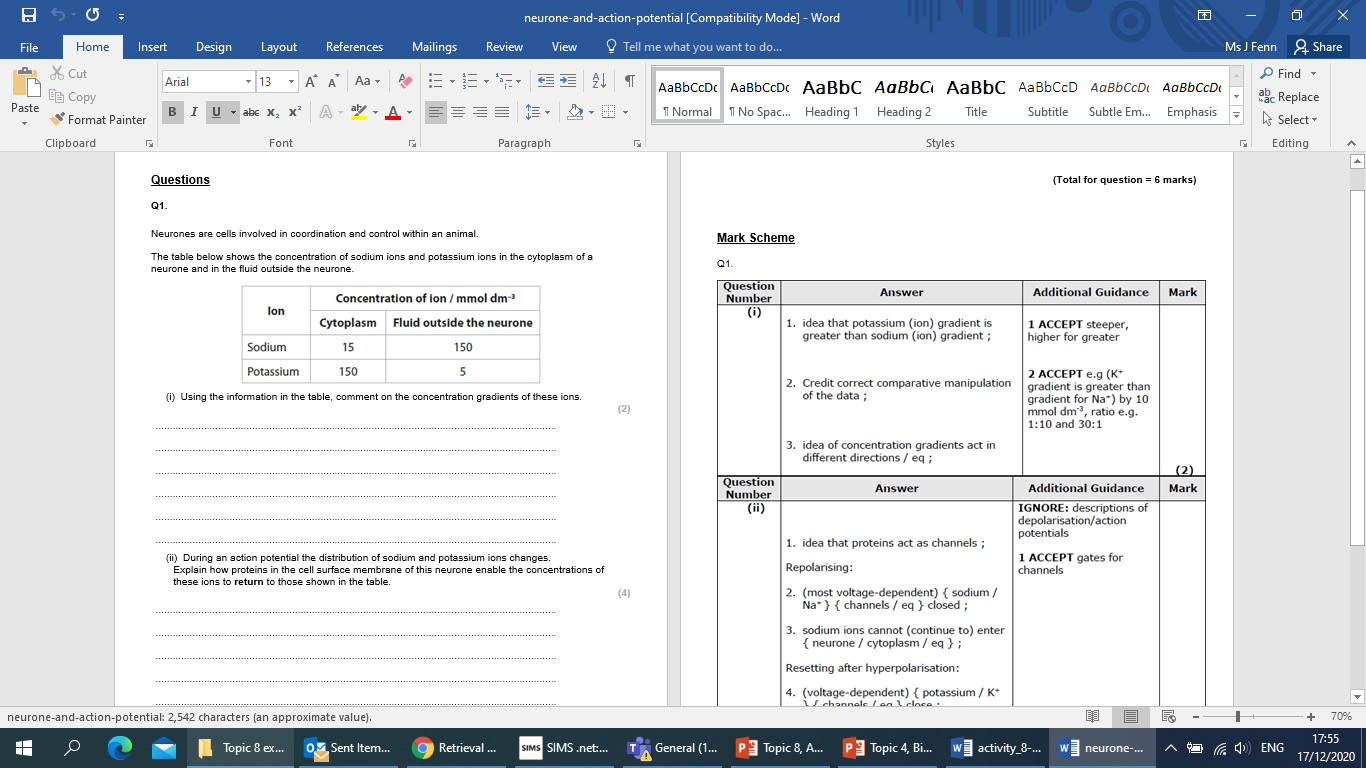 neurone-and-action-potential [Compatibility Mode] - Word
File Home Insert Design Layout References Mailings Review View Tell me what you want to do... Ms J Fenn Share
Paste
Cut
Copy
Format Painter
Clipboard
Arial 13
Font
Paragraph
AaBbCcDc AaBbCcDc AaBbC AaBbCc AaBbC AaBbCcD AaBbCcDc AaBbCcDc
¶ Normal ¶ No Spac... Heading 1 Heading 2 Title Subtitle Subtle Em... Emphasis
Styles
Find
Replace
Select
Editing
Questions
Q1.
Neurones are cells involved in coordination and control within an animal.
The table below shows the concentration of sodium ions and potassium ions in the cytoplasm of a
neurone and in the fluid outside the neurone.
Ion
Concentration of ion / mmol dm-3
Cytoplasm Fluid outside the neurone
Sodium 15 150
Potassium 150 5
(i) Using the information in the table, comment on the concentration gradients of these ions.
(2)
(ii) During an action potential the distribution of sodium and potassium ions changes.
Explain how proteins in the cell surface membrane of this neurone enable the concentrations of
these ions to return to those shown in the table.
(4)
(Total for question = 6 marks)
Mark Scheme
Q1.
Question Number Answer Additional Guidance Mark
(i)
1. idea that potassium (ion) gradient is
greater than sodium (ion) gradient ;
2. Credit correct comparative manipulation
of the data ;
3. idea of concentration gradients act in
different directions / eq ;
1 ACCEPT steeper,
higher for greater
2 ACCEPT e.g (K+
gradient is greater than
gradient for Na+) by 10
mmol dm-3, ratio e.g.
1:10 and 30:1
(2)
Question Number Answer Additional Guidance Mark
(ii)
1. idea that proteins act as channels ;
Repolarising:
2. (most voltage-dependent) { sodium /
Na+ } { channels / eq } closed ;
3. sodium ions cannot (continue to) enter
{ neurone / cytoplasm / eq } ;
Resetting after hyperpolarisation:
4. (voltage-dependent) { potassium / K+
} { channels / eq } close ;
IGNORE: descriptions of
depolarisation/action
potentials
1 ACCEPT gates for
channels
neurone-and-action-potential: 2,542 characters (an approximate value).
70%
Topic 8 ex... Sent Item... Retrieval ... SIMS SIMS .net:... General (1... Topic 8, A... Topic 4, Bi... activity_8-... neurone-...
ENG
17:55
17/12/2020